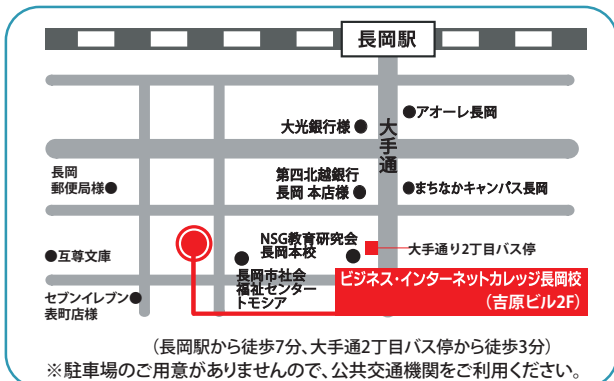 長岡駅
大手通
●アオーレ長岡
大光銀行様●
第四北越銀行
長岡 本店様●
●まちなかキャンパス長岡
長岡
郵便局様●
NSG教育研究会
長岡本校
大手通り2丁目バス停
●互尊文庫
長岡市社会
福祉センター
トモシア
セブンイレブン●
表町店様
ビジネス・インターネットカレッジ長岡校
(吉原ビル2F)
(長岡駅から徒歩7分、大手通2丁目バス停から徒歩3分)
※駐車場のご用意がありませんので、公共交通機関をご利用ください。